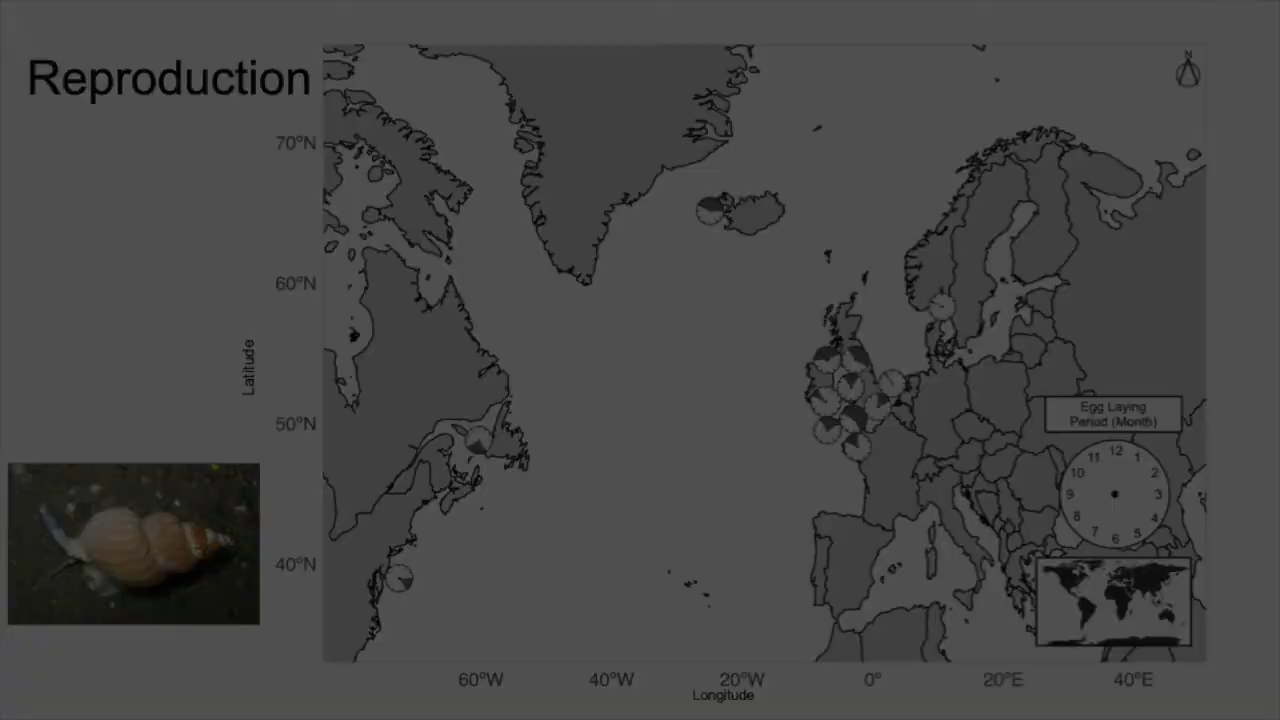 Reproduction
N
70°N
60°N
50°N
40°N
Latitude
Egg Laying
Period (Month)
12
11
1
10
2
9
3
8
4
7
5
6
60°W
40°W
20°W
0°
20°E
40°E
Longitude